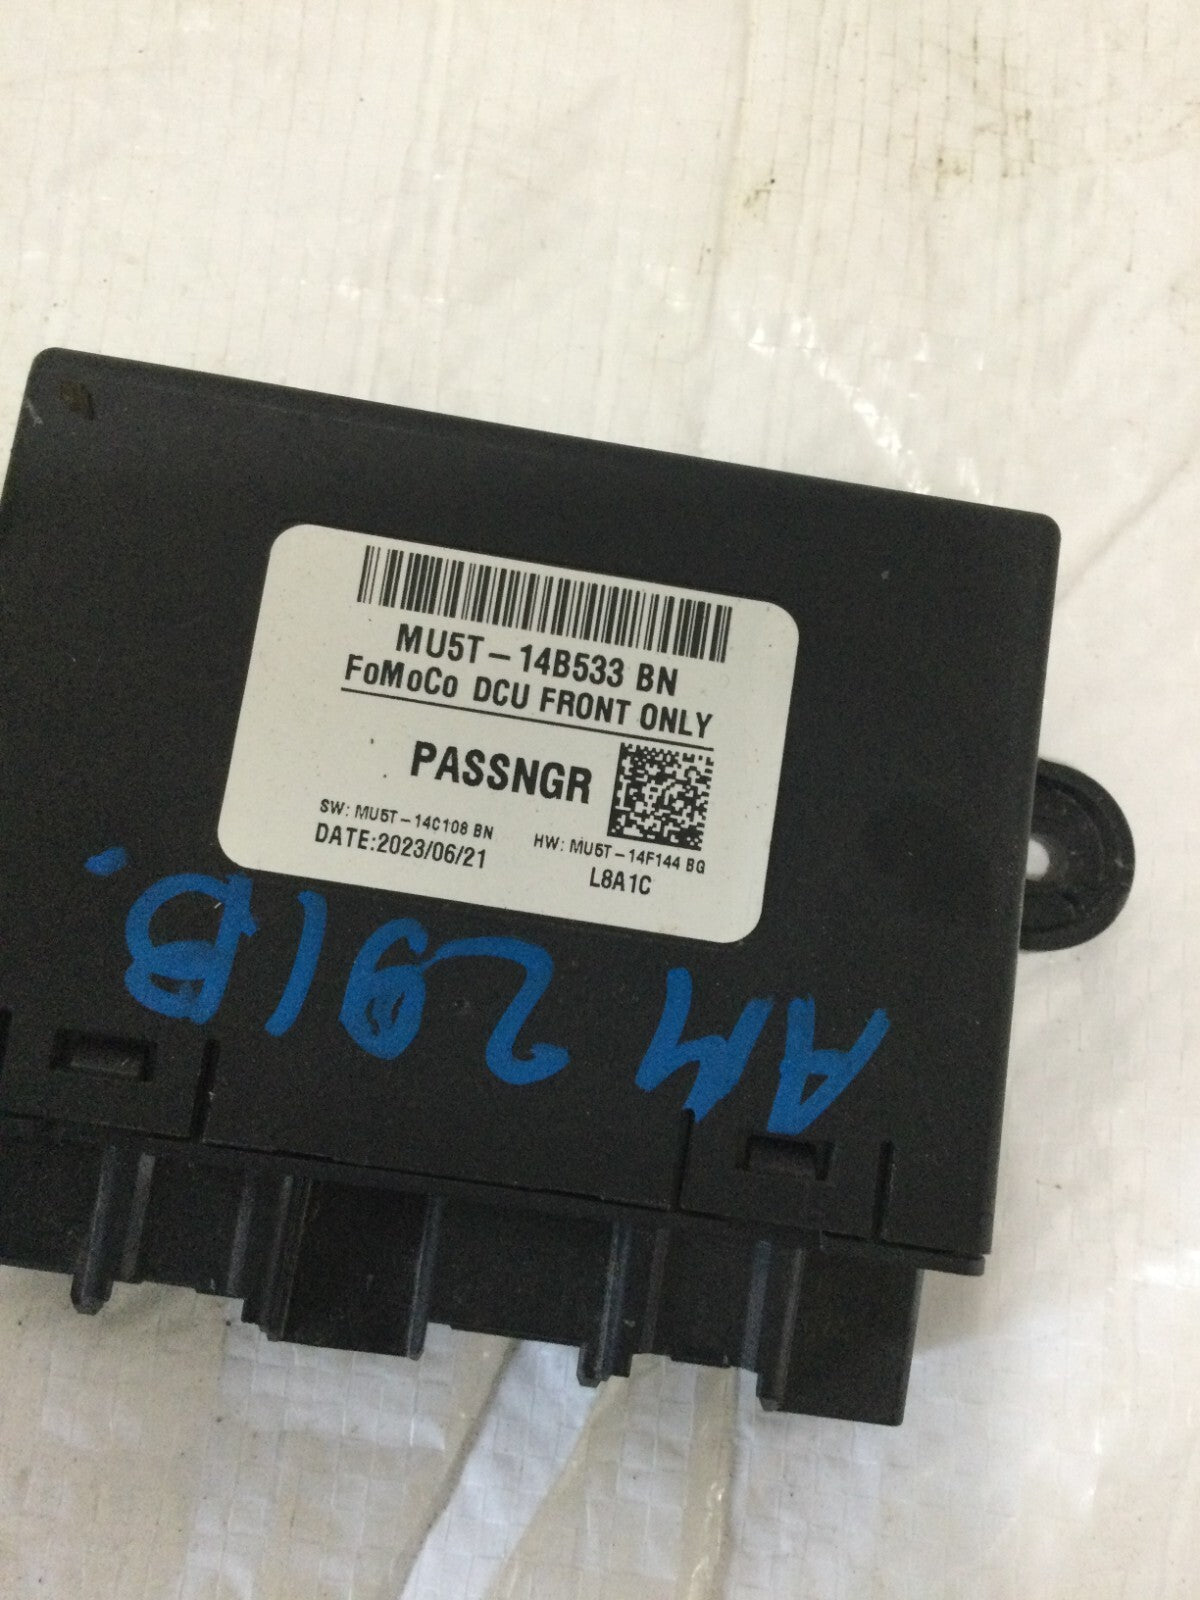 MU5T-14B533 BN
FoMoCo DCU FRONT ONLY
PASSNGR
SW: MU5T-14C108 BN
HW: MU5T-14F144 BG
DATE:2023/06/21
L8A1C
AM 29(B.